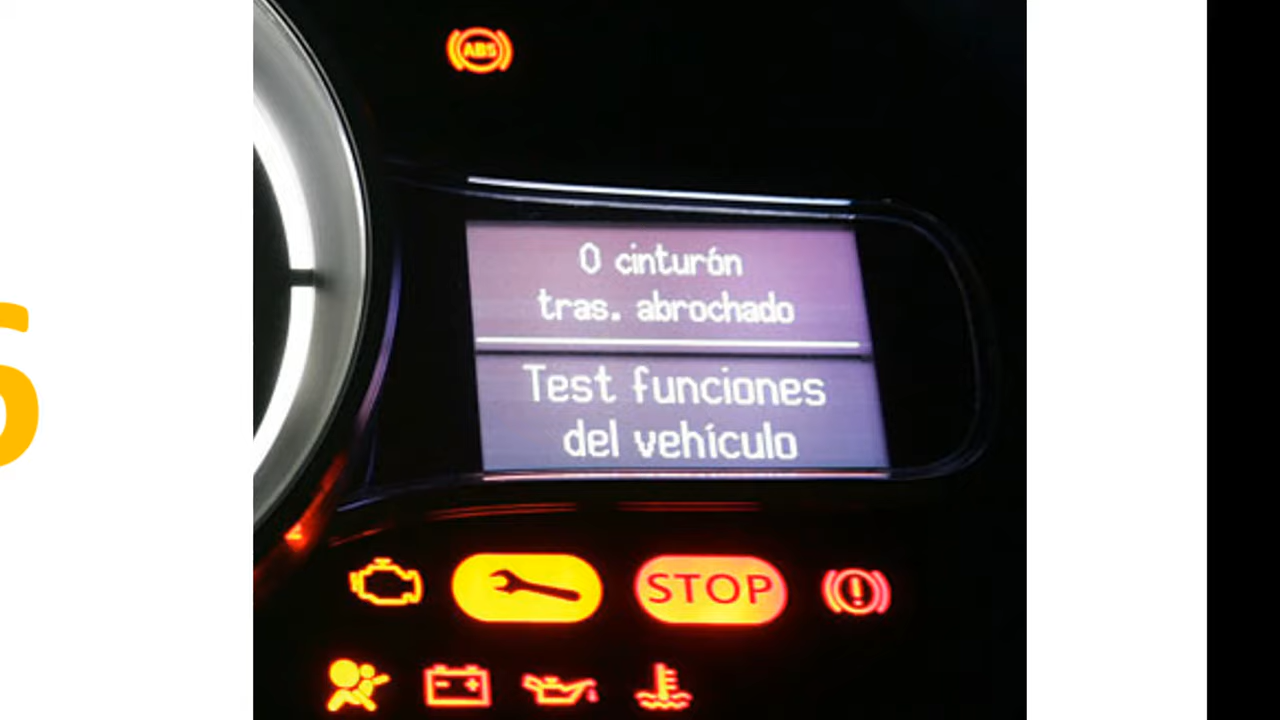 ABS
0 cinturón
tras. abrochado
Test funciones
del vehículo
STOP